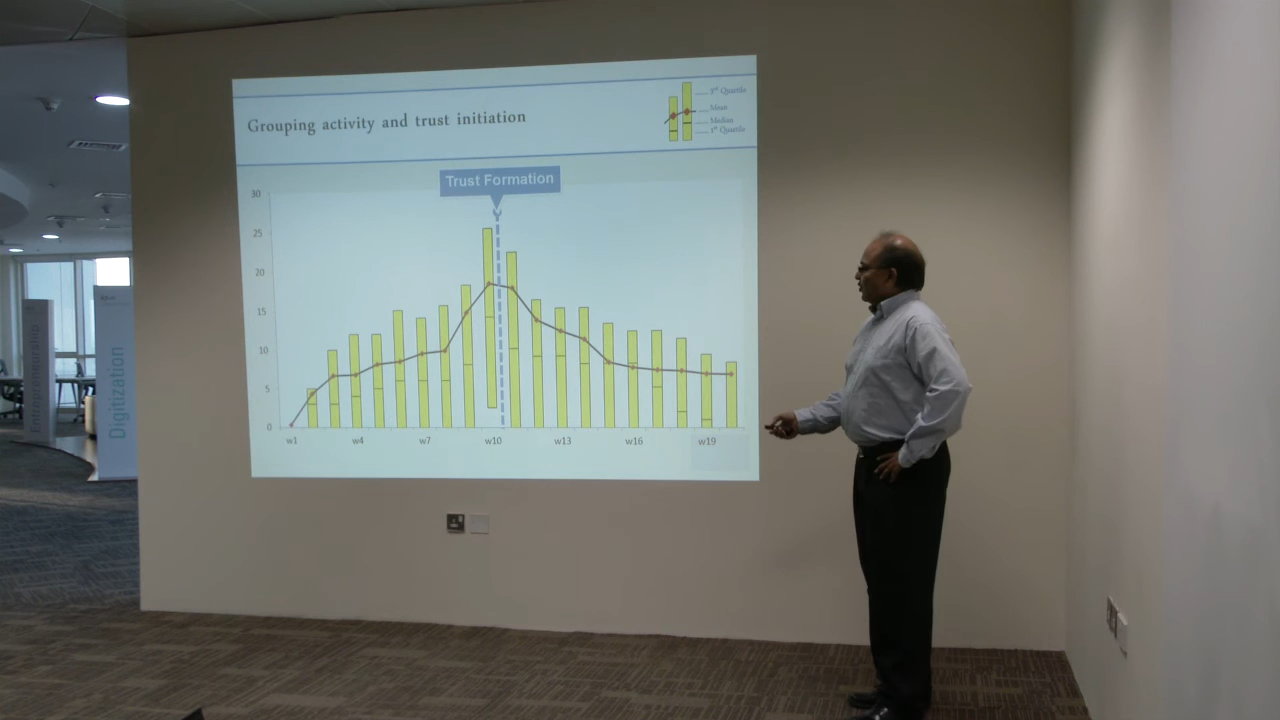 Grouping activity and trust initiation
3rd Quartile
Mean
Median
1st Quartile
Trust Formation
30
25
20
15
10
5
0
w1 w4 w7 w10 w13 w16 w19
Entrepreneurship
Digitization